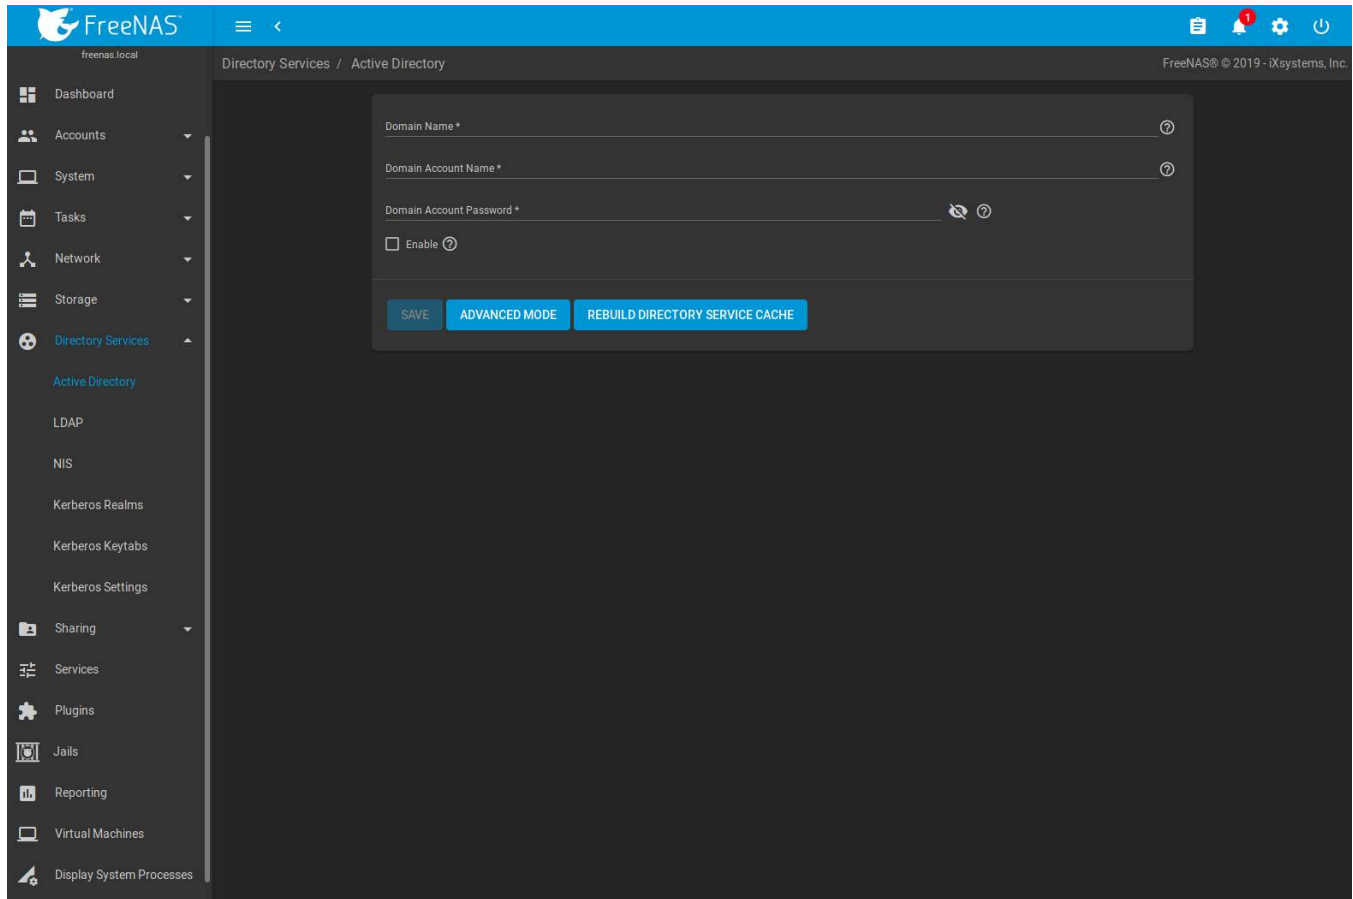 FreeNAS
1
freenas.local
Directory Services / Active Directory
FreeNAS® © 2019 - iXsystems, Inc.
Dashboard
Accounts
System
Tasks
Network
Storage
Directory Services
Active Directory
LDAP
NIS
Kerberos Realms
Kerberos Keytabs
Kerberos Settings
Sharing
Services
Plugins
Jails
Reporting
Virtual Machines
Display System Processes
Domain Name *
Domain Account Name *
Domain Account Password *
Enable
SAVE ADVANCED MODE REBUILD DIRECTORY SERVICE CACHE